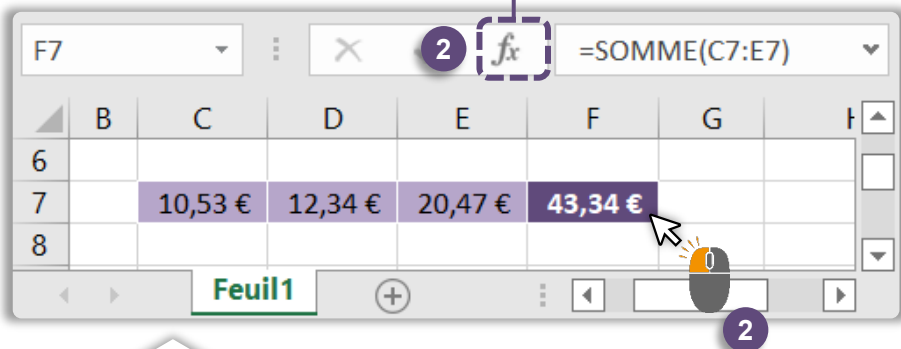 F7 2 fx =SOMME(C7:E7)
B C D E F G H
6
7 10,53 € 12,34 € 20,47 € 43,34 €
8
Feuil1
2